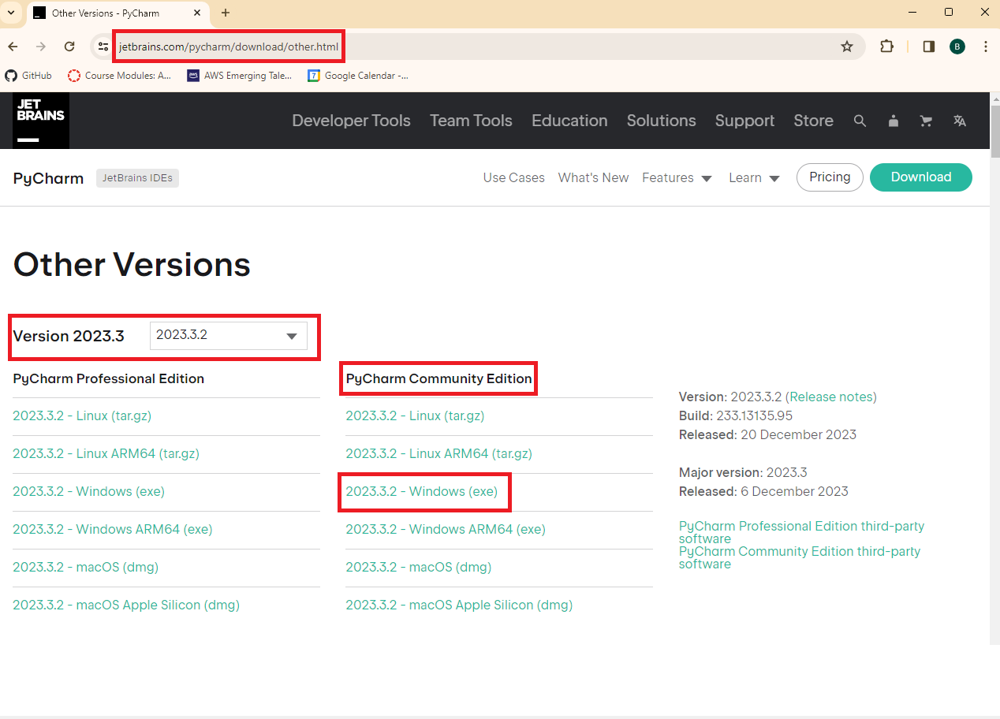 Other Versions - PyCharm
jetbrains.com/pycharm/download/other.html
B
GitHub
Course Modules: A...
aws
AWS Emerging Tale...
7
Google Calendar -...
JET
BRAINS
Developer Tools
Team Tools
Education
Solutions
Support
Store
PyCharm
JetBrains IDEs
Use Cases
What's New
Features
Learn
Pricing
Download
Other Versions
Version 2023.3
2023.3.2
PyCharm Professional Edition
2023.3.2 - Linux (tar.gz)
2023.3.2 - Linux ARM64 (tar.gz)
2023.3.2 - Windows (exe)
2023.3.2 - Windows ARM64 (exe)
2023.3.2 - macOS (dmg)
2023.3.2 - macOS Apple Silicon (dmg)
PyCharm Community Edition
2023.3.2 - Linux (tar.gz)
2023.3.2 - Linux ARM64 (tar.gz)
2023.3.2 - Windows (exe)
2023.3.2 - Windows ARM64 (exe)
2023.3.2 - macOS (dmg)
2023.3.2 - macOS Apple Silicon (dmg)
Version: 2023.3.2 (Release notes)
Build: 233.13135.95
Released: 20 December 2023
Major version: 2023.3
Released: 6 December 2023
PyCharm Professional Edition third-party
software
PyCharm Community Edition third-party
software